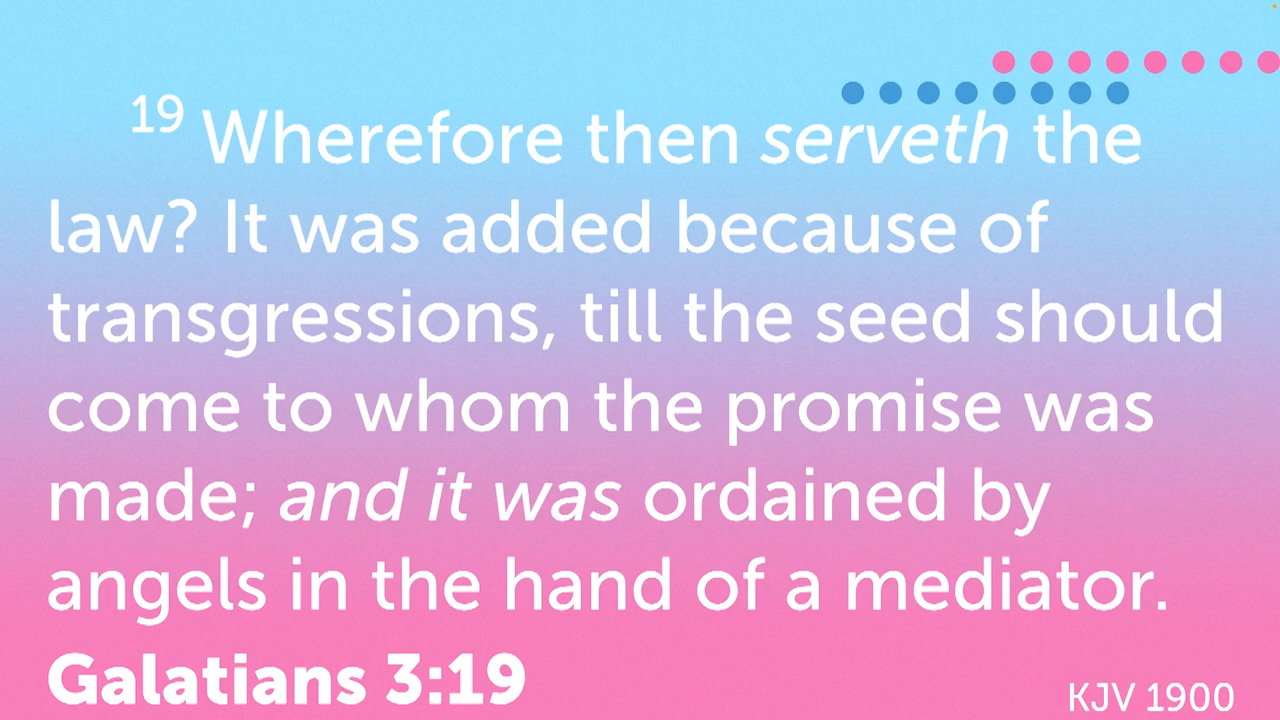 19 Wherefore then serveth the
law? It was added because of
transgressions, till the seed should
come to whom the promise was
made; and it was ordained by
angels in the hand of a mediator.
Galatians 3:19
KJV 1900